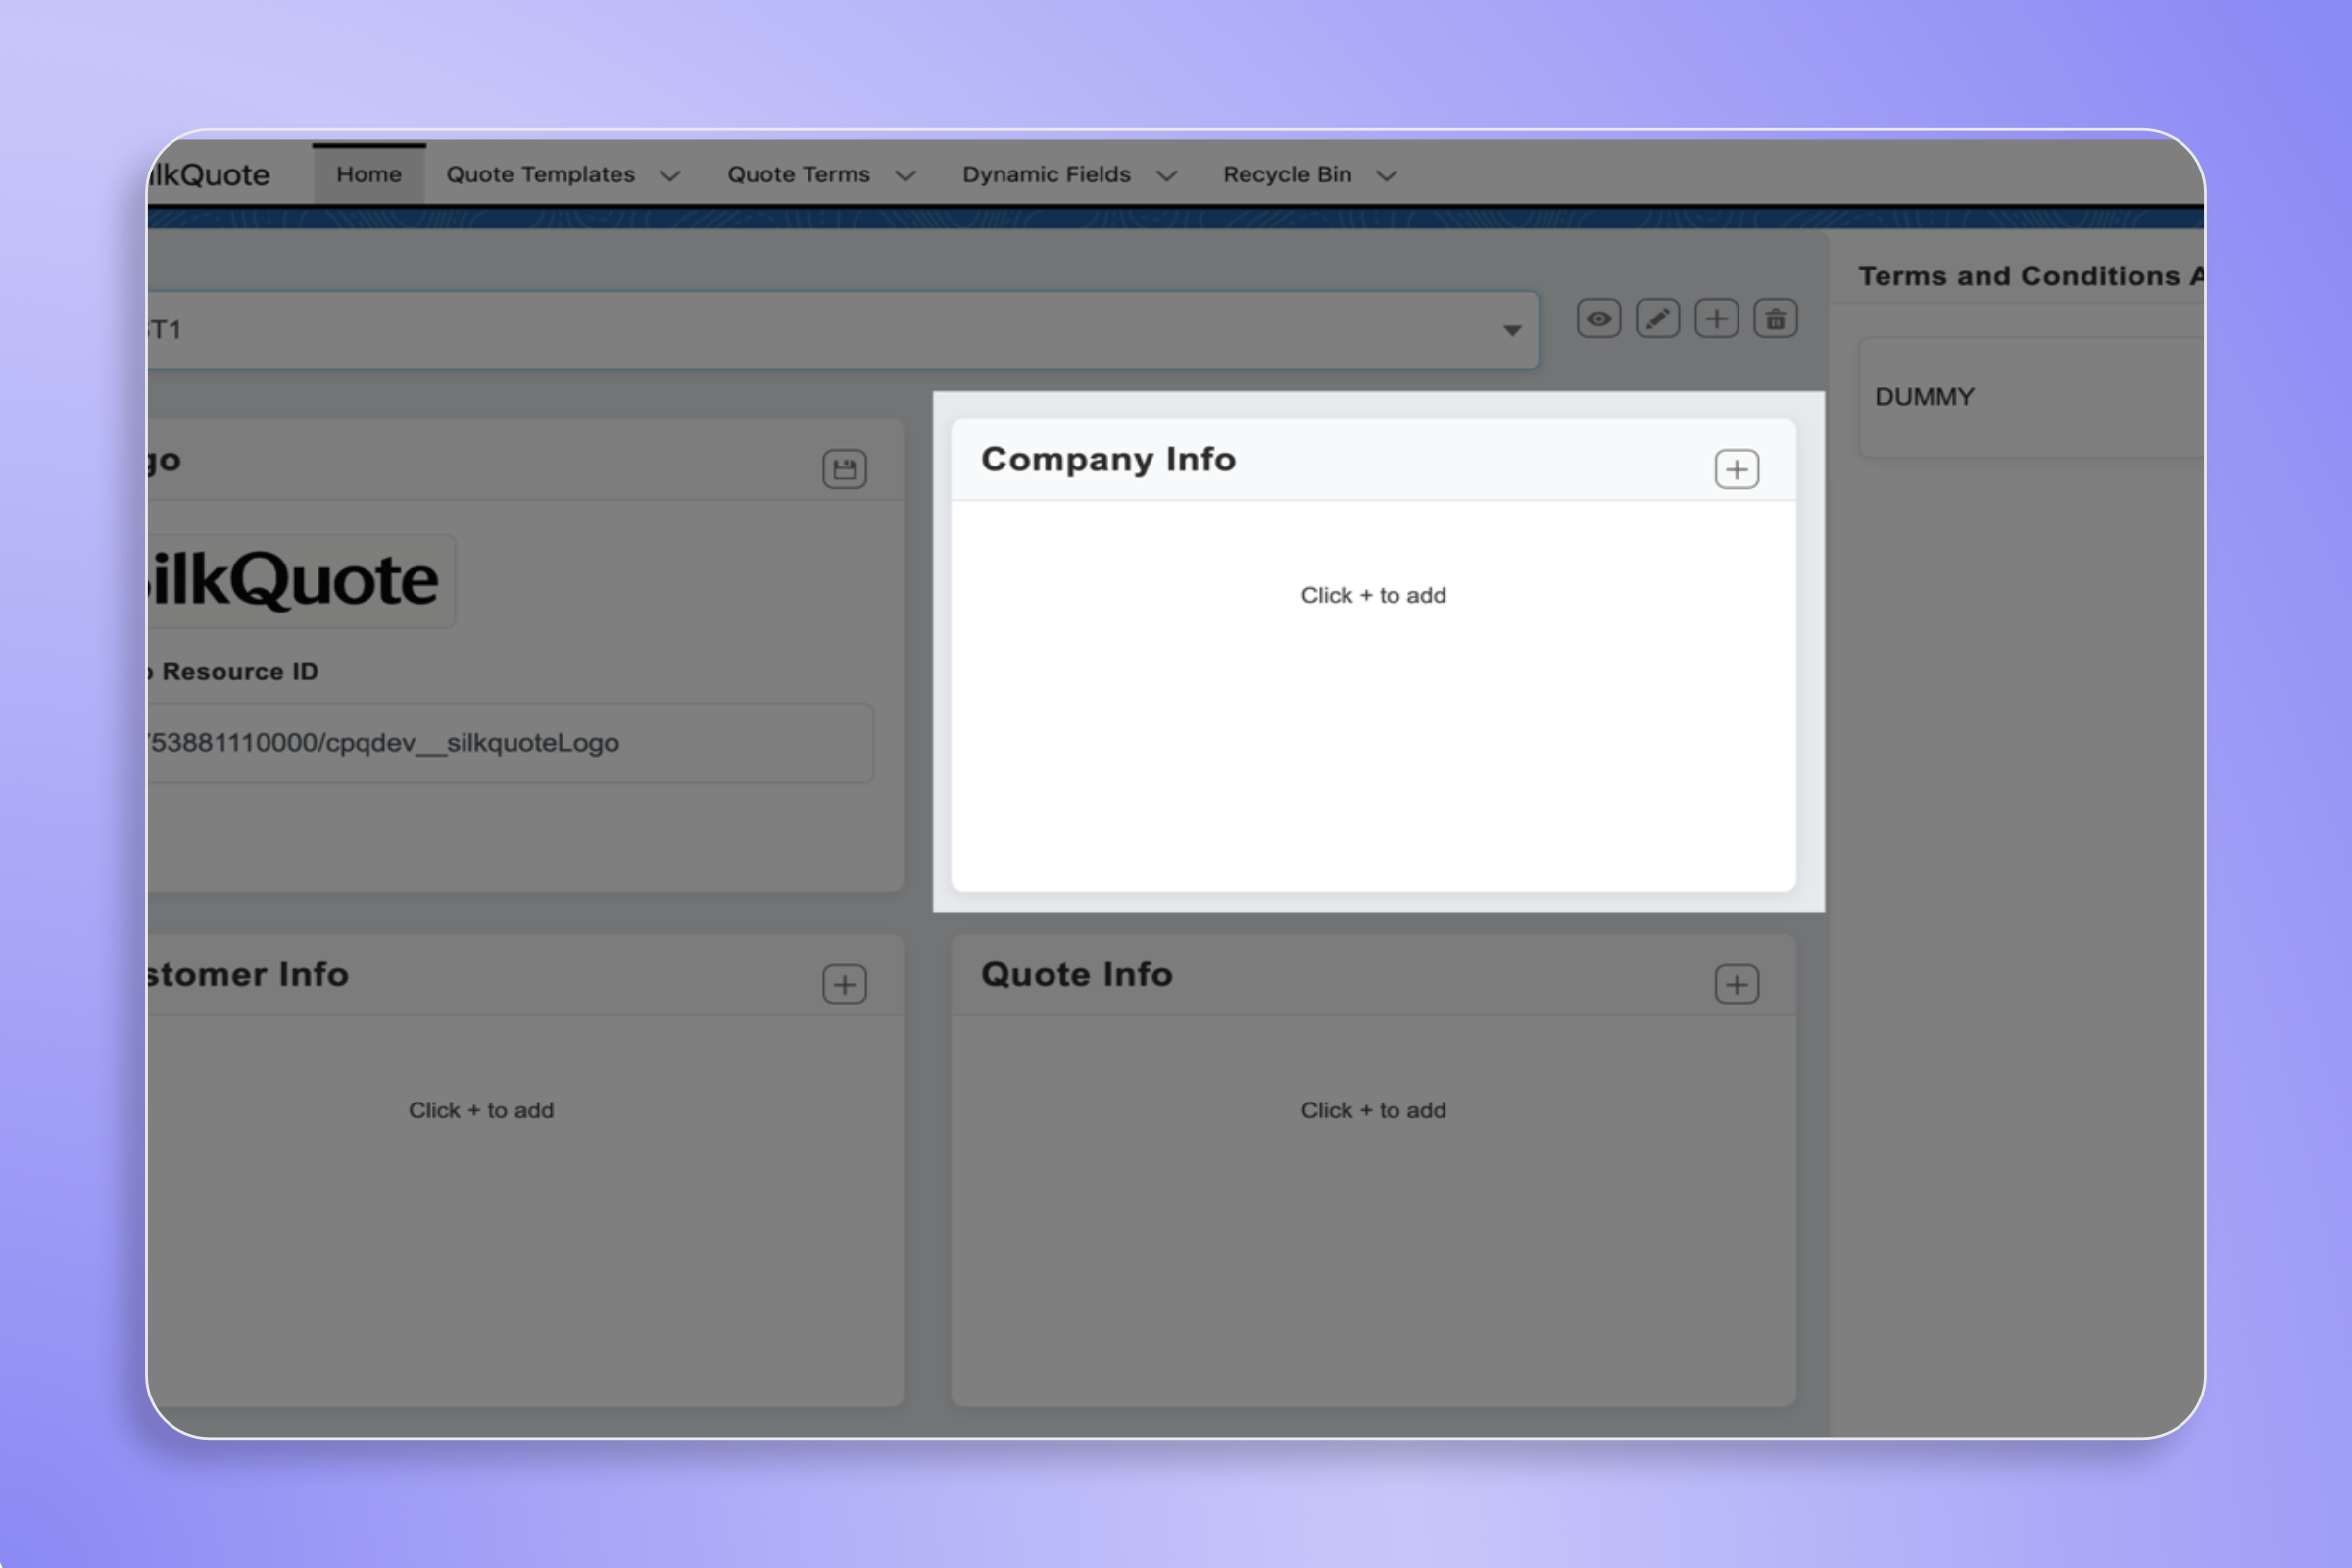 ilkQuote Home Quote Templates Quote Terms Dynamic Fields Recycle Bin
Terms and Conditions A
T1
DUMMY
go
Company Info
ilkQuote
Click + to add
Resource ID
53881110000/cpqdev__silkquoteLogo
stomer Info
Quote Info
Click + to add
Click + to add